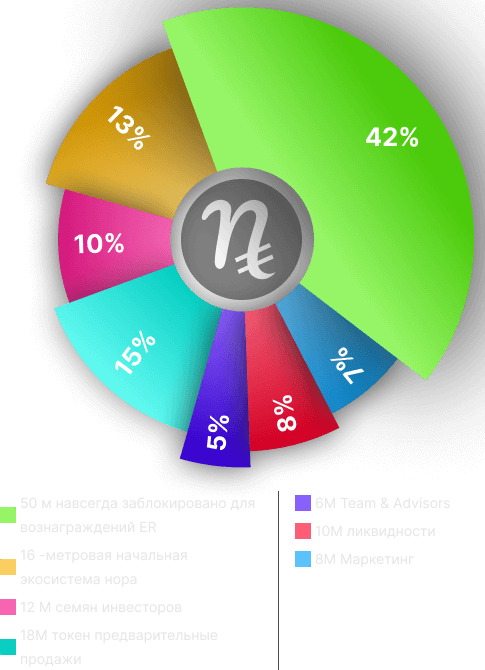 42%
13%
10%
15%
5%
8%
7%
50 м навсегда заблокировано для
вознаграждений ER
16 -метровая начальная
экосистема нора
12 M семян инвесторов
18M токен предварительные
продажи
6M Team & Advisors
10M ликвидности
8M Маркетинг